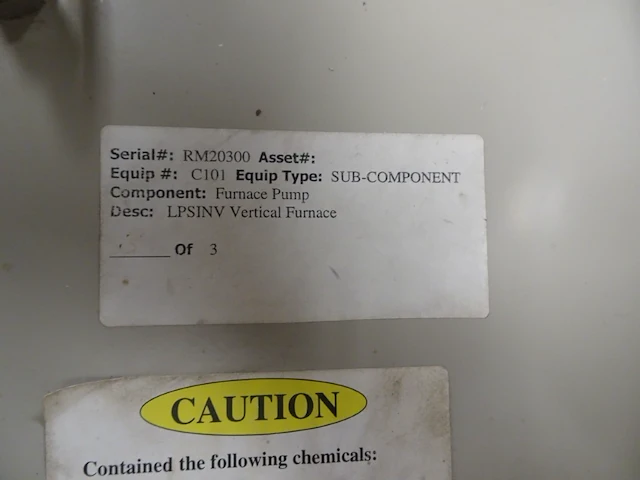 Serial#: RM20300 Asset#:
Equip #: C101 Equip Type: SUB-COMPONENT
Component: Furnace Pump
Desc: LPSINV Vertical Furnace
______ Of 3
CAUTION
Contained the following chemicals: